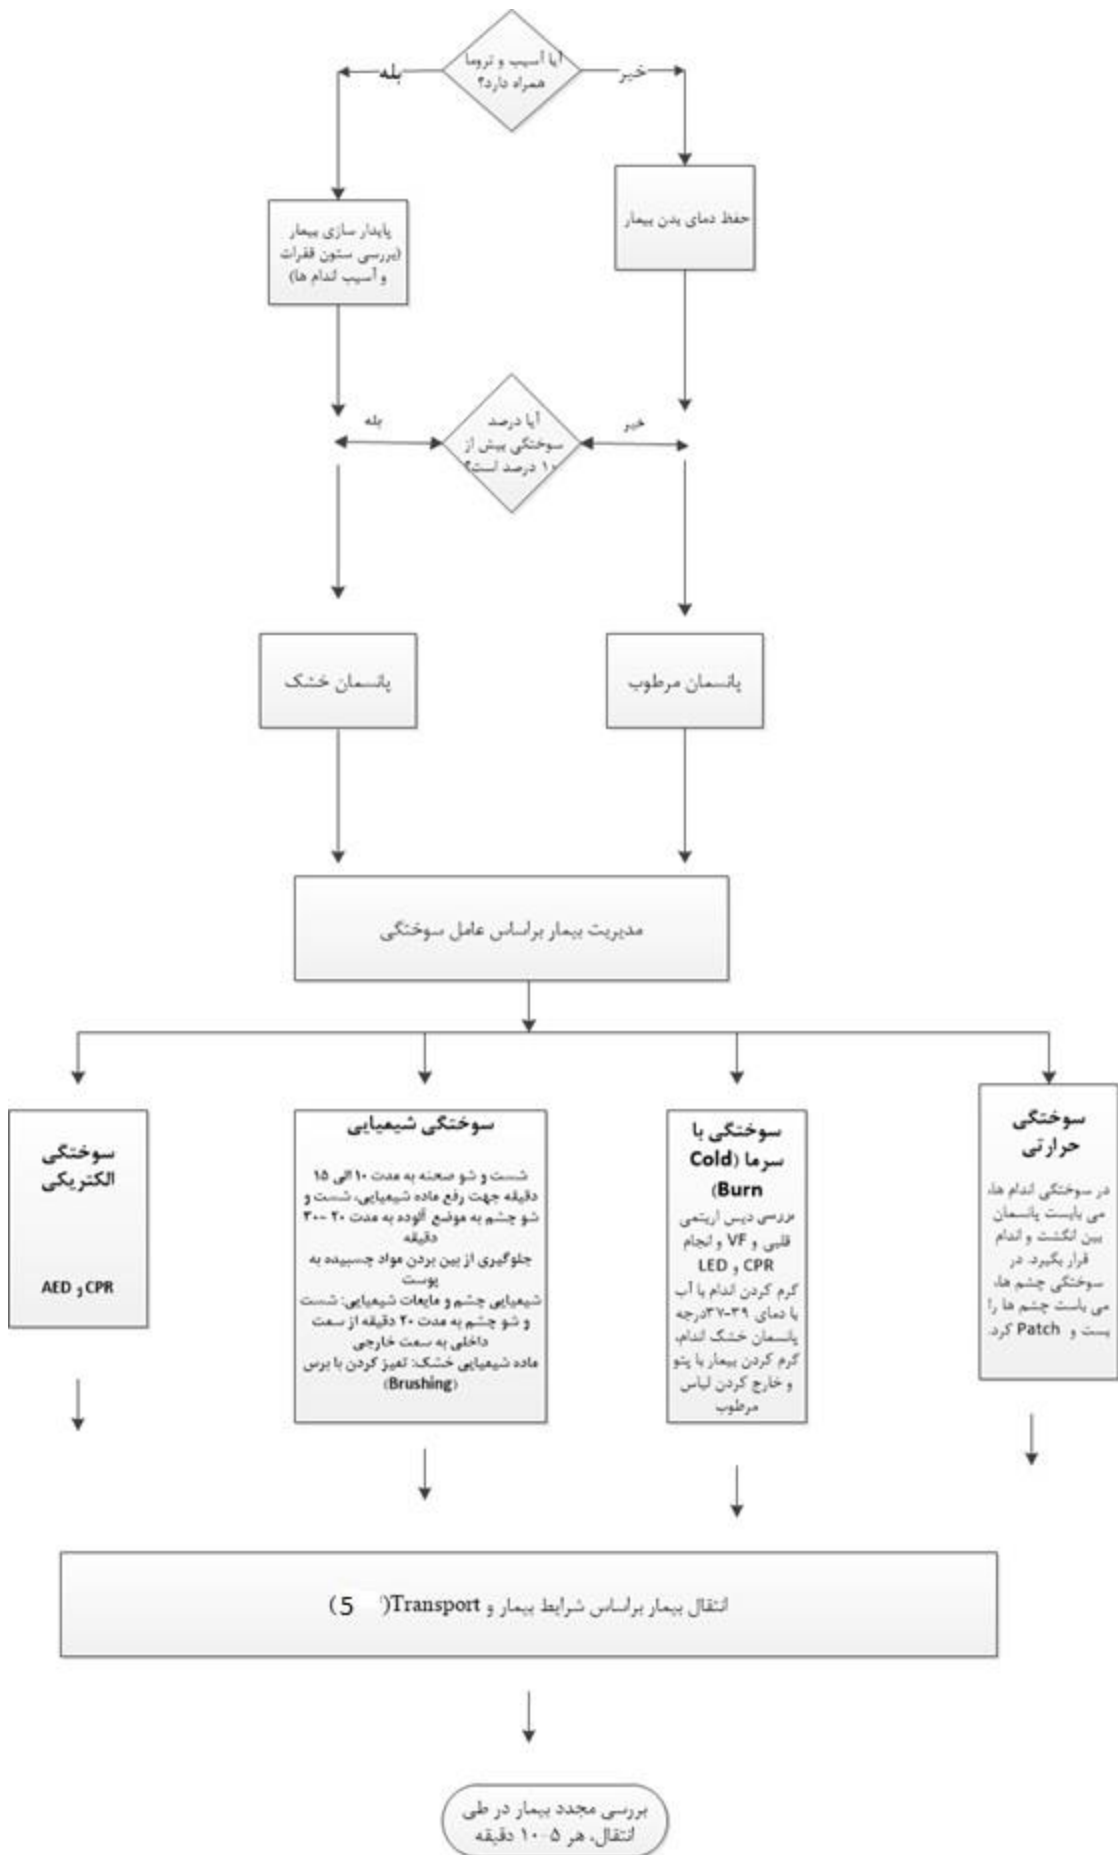 آیا آسیب و تروما
همراه دارد؟
خیر
بله
حفظ دمای بدن بیمار
پایدار سازی بیمار
(بررسی ستون فقرات
و آسیب اندام ها)
آیا درصد
سوختگی بیش از
۱۰ درصد است؟
خیر
بله
پانسمان مرطوب
پانسمان خشک
مدیریت بیمار براساس عامل سوختگی
سوختگی
حرارتی
در سوختگی اندام ها،
می بایست پانسمان
بین انگشت و اندام
قرار بگیرد. در
سوختگی چشم ها،
می باست چشم ها را
بست و Patch کرد.
سوختگی با
سرما (Cold
Burn)
بررسی دیس اریتمی
قلبی و VF و انجام
CPR و LED
گرم کردن اندام با آب
با دمای ۳۹-۳۷درجه
پانسمان خشک اندام،
گرم کردن بیمار با پتو
و خارج کردن لباس
مرطوب
سوختگی شیمیایی
شست و شو صحنه به مدت ۱۰ الی ۱۵
دقیقه جهت رفع ماده شیمیایی، شست و
شو چشم به موضع آلوده به مدت ۲۰ -۳۰
دقیقه
جلوگیری از بین بردن مواد چسبیده به
پوست
شیمیایی چشم و مایعات شیمیایی: شست
و شو چشم به مدت ۲۰ دقیقه از سمت
داخلی به سمت خارجی
ماده شیمیایی خشک: تمیز کردن با برس
(Brushing)
سوختگی
الکتریکی
CPR و AED
انتقال بیمار براساس شرایط بیمار و Transport( 5)
بررسی مجدد بیمار در طی
انتقال، هر ۵-۱۰ دقیقه